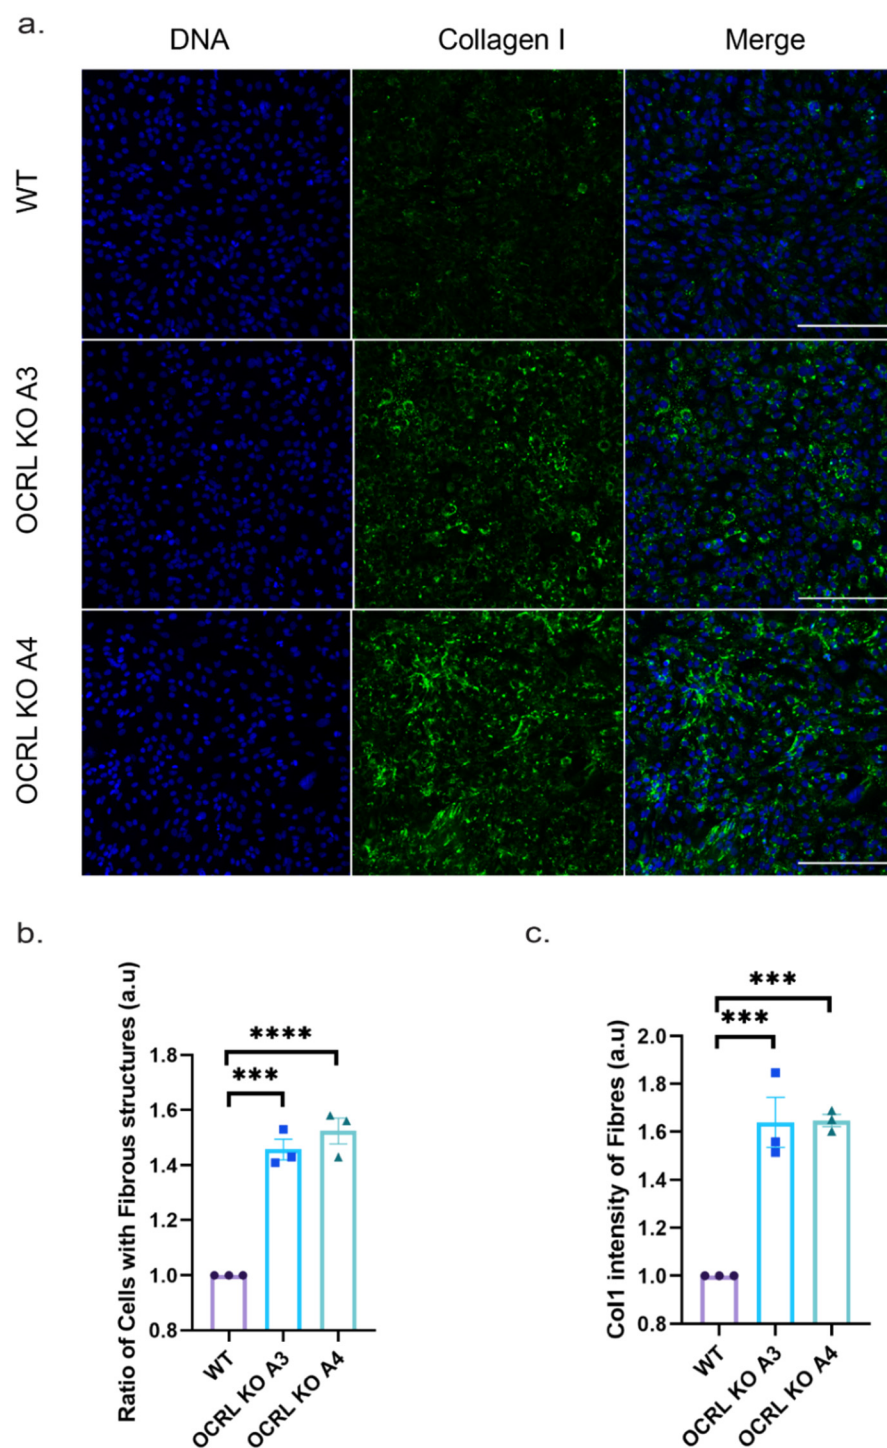 a.
DNA
Collagen I
Merge
WT
OCRL KO A3
OCRL KO A4
b.
Ratio of Cells with Fibrous structures (a.u)
****
***
1.8
1.6
1.4
1.2
1.0
0.8
WT
OCRL KO A3
OCRL KO A4
c.
Col1 intensity of Fibres (a.u)
***
***
2.0
1.8
1.6
1.4
1.2
1.0
0.8
WT
OCRL KO A3
OCRL KO A4